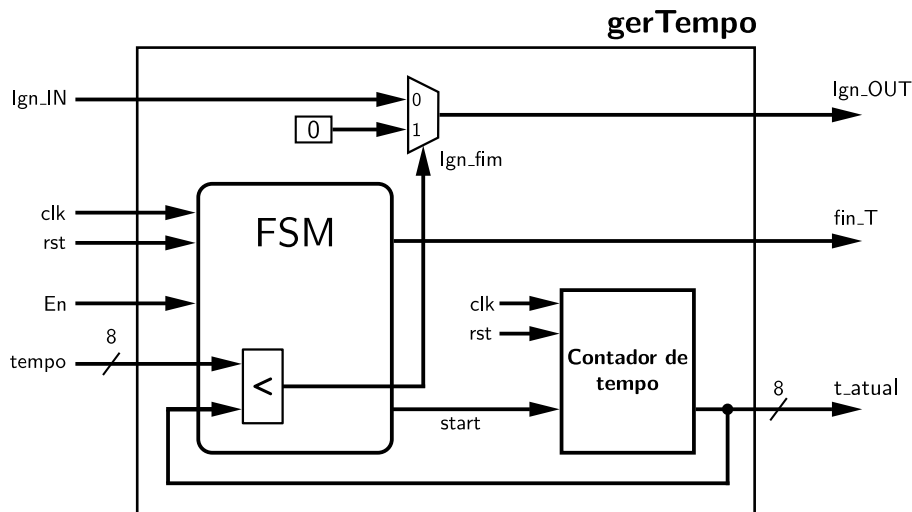 gerTempo
Ign_IN
0
1
0
Ign_OUT
Ign_fim
clk
rst
FSM
fin_T
En
clk
rst
8
tempo
<
Contador de
tempo
start
8
t_atual